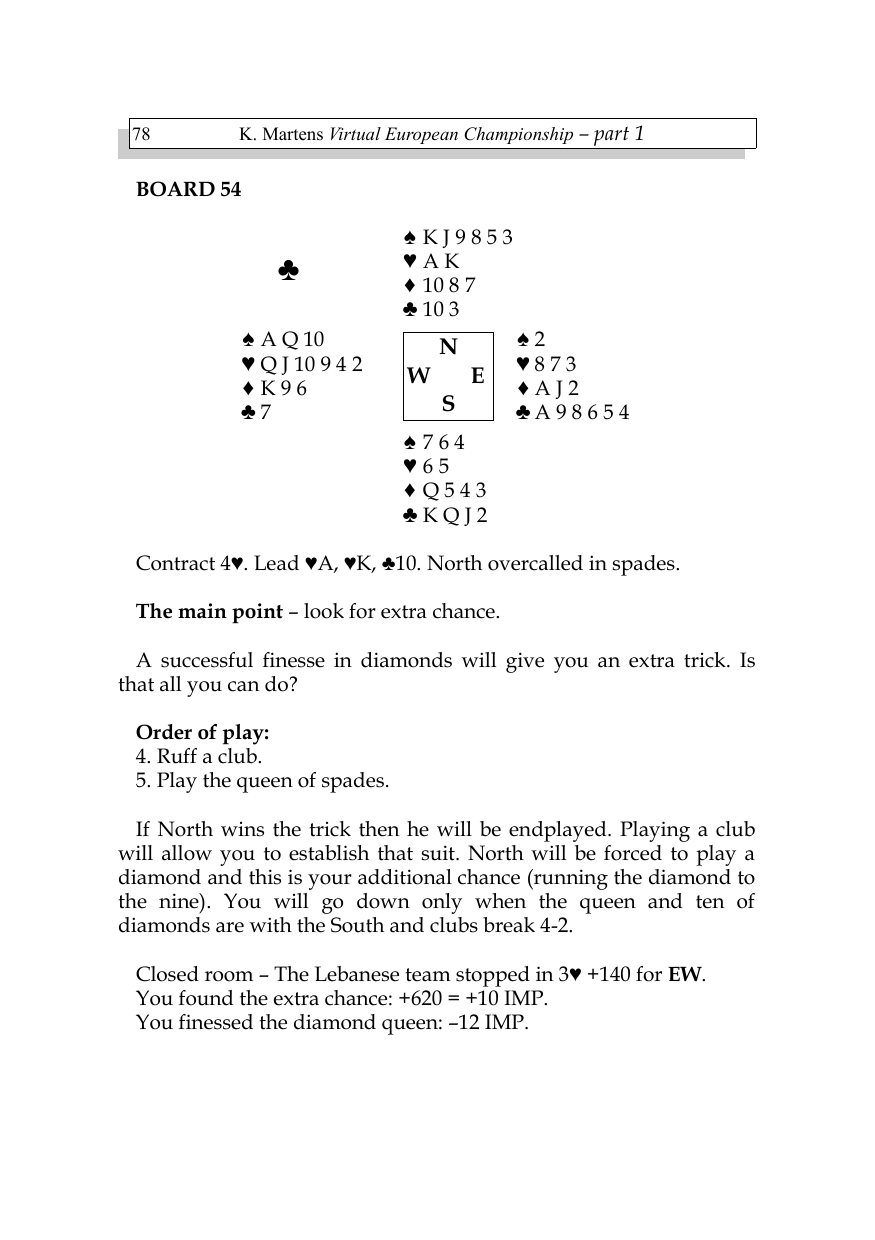 78 K. Martens Virtual European Championship – part 1
BOARD 54
♠ K J 9 8 5 3
♣
♥ A K
♦ 10 8 7
♣ 10 3
♠ A Q 10
♥ Q J 10 9 4 2
♦ K 9 6
♣ 7
N
W E
S
♠ 2
♥ 8 7 3
♦ A J 2
♣ A 9 8 6 5 4
♠ 7 6 4
♥ 6 5
♦ Q 5 4 3
♣ K Q J 2
Contract 4♥. Lead ♥A, ♥K, ♣10. North overcalled in spades.
The main point – look for extra chance.
A successful finesse in diamonds will give you an extra trick. Is
that all you can do?
Order of play:
4. Ruff a club.
5. Play the queen of spades.
If North wins the trick then he will be endplayed. Playing a club
will allow you to establish that suit. North will be forced to play a
diamond and this is your additional chance (running the diamond to
the nine). You will go down only when the queen and ten of
diamonds are with the South and clubs break 4-2.
Closed room – The Lebanese team stopped in 3♥ +140 for EW.
You found the extra chance: +620 = +10 IMP.
You finessed the diamond queen: –12 IMP.